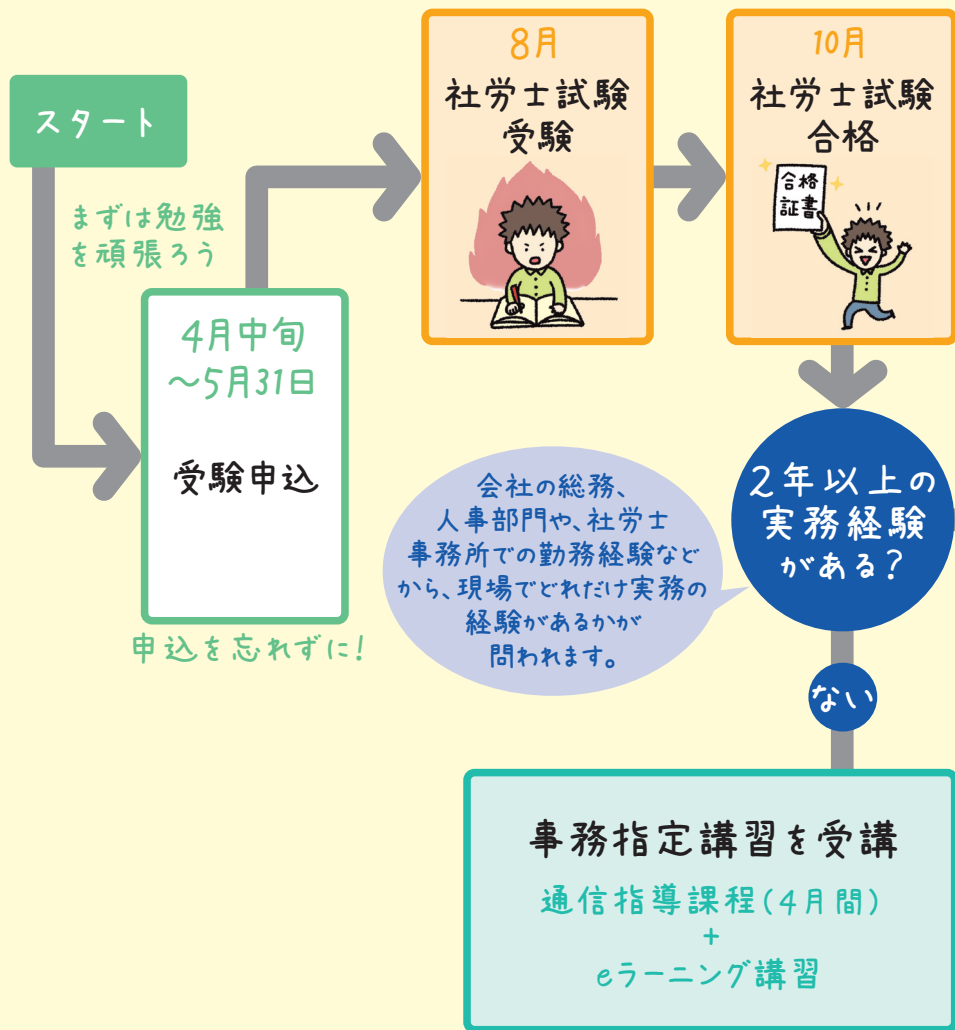 スタート
まずは勉強
を頑張ろう
4月中旬
～5月31日
受験申込
申込を忘れずに！
8月
社労士試験
受験
10月
社労士試験
合格
合格
証書
2年以上の
実務経験
がある？
会社の総務、
人事部門や、社労士
事務所での勤務経験など
から、現場でどれだけ実務の
経験があるかが
問われます。
ない
事務指定講習を受講
通信指導課程(4月間)
+
eラーニング講習